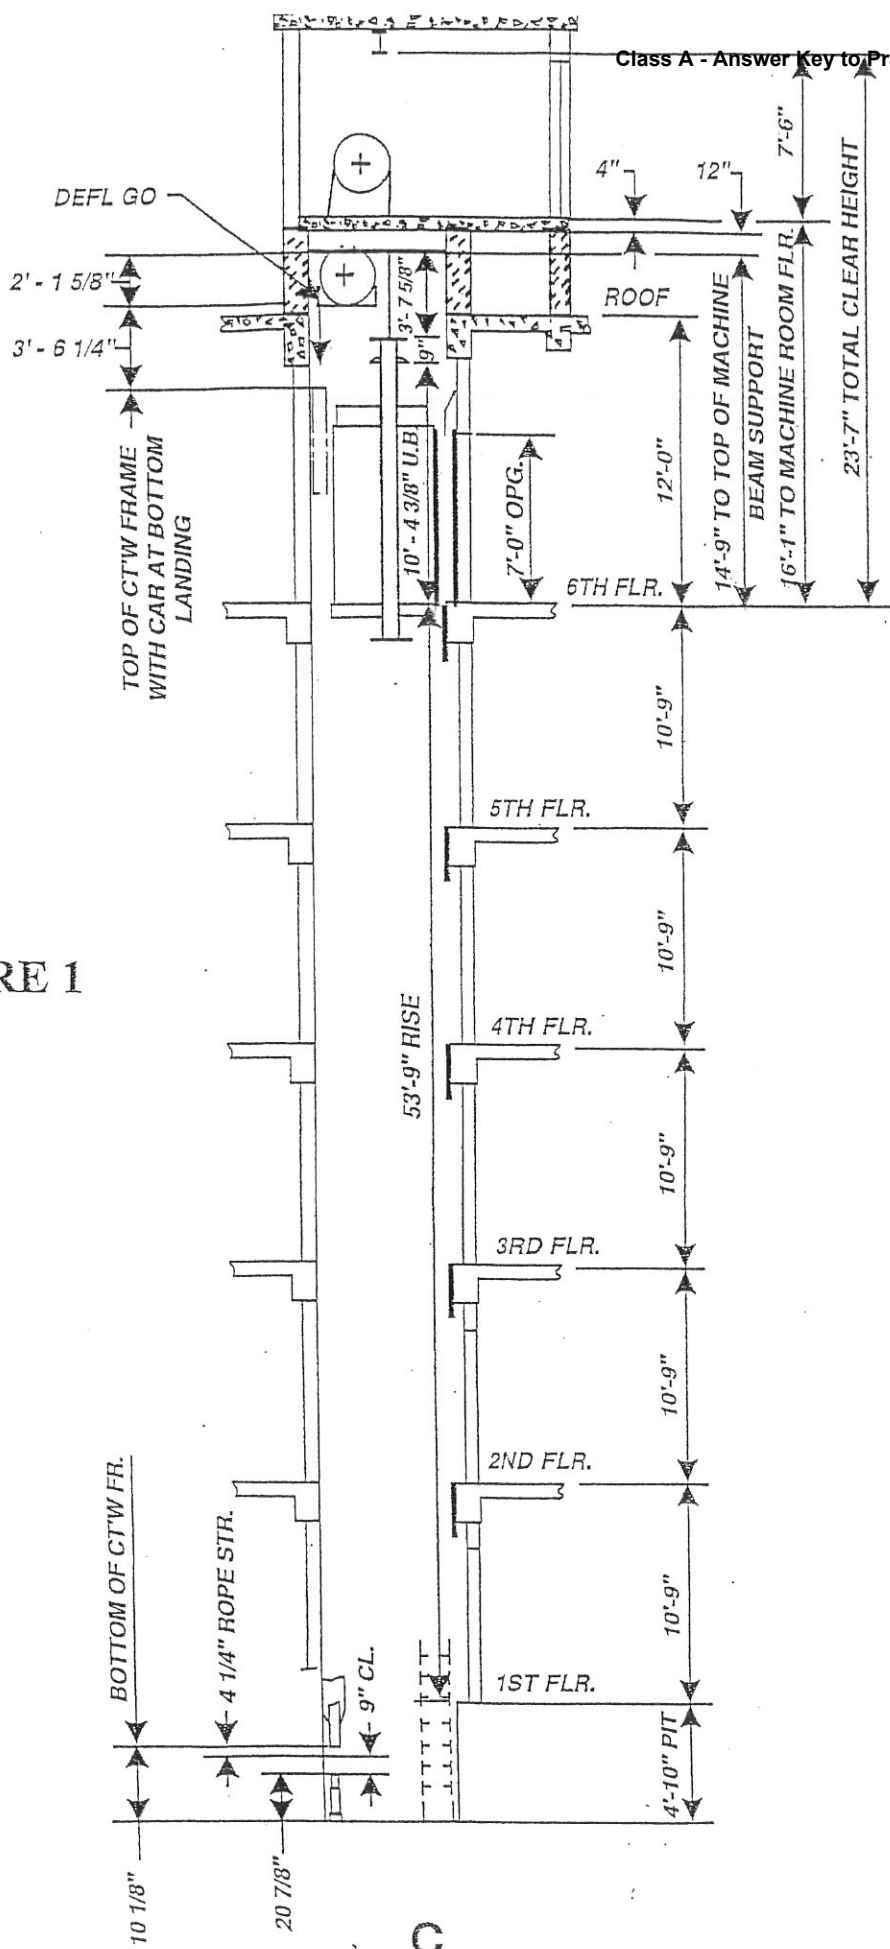 Class A - Answer Key to Pr
7'-6"
4"
12"
DEFL GO
2' - 1 5/8"
3' - 7 5/8"
ROOF
3' - 6 1/4"
9"
TOP OF CTW FRAME
WITH CAR AT BOTTOM
LANDING
10' - 4 3/8" U.B.
7'-0" OPG.
12'-0"
14'-9" TO TOP OF MACHINE
BEAM SUPPORT
16'-1" TO MACHINE ROOM FLR.
23'-7" TOTAL CLEAR HEIGHT
6TH FLR.
10'-9"
5TH FLR.
10'-9"
RE 1
53'-9" RISE
4TH FLR.
10'-9"
3RD FLR.
10'-9"
2ND FLR.
BOTTOM OF CTW FR.
4 1/4" ROPE STR.
9" CL.
10'-9"
1ST FLR.
4'-10" PIT
10 1/8"
20 7/8"
C